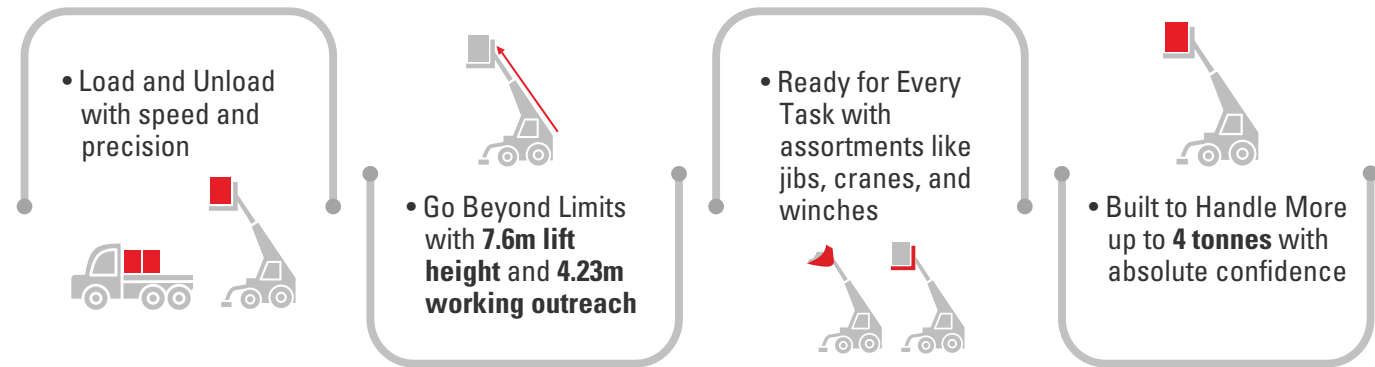 • Load and Unload
with speed and
precision
• Go Beyond Limits
with 7.6m lift
height and 4.23m
working outreach
• Ready for Every
Task with
assortments like
jibs, cranes, and
winches
• Built to Handle More
up to 4 tonnes with
absolute confidence